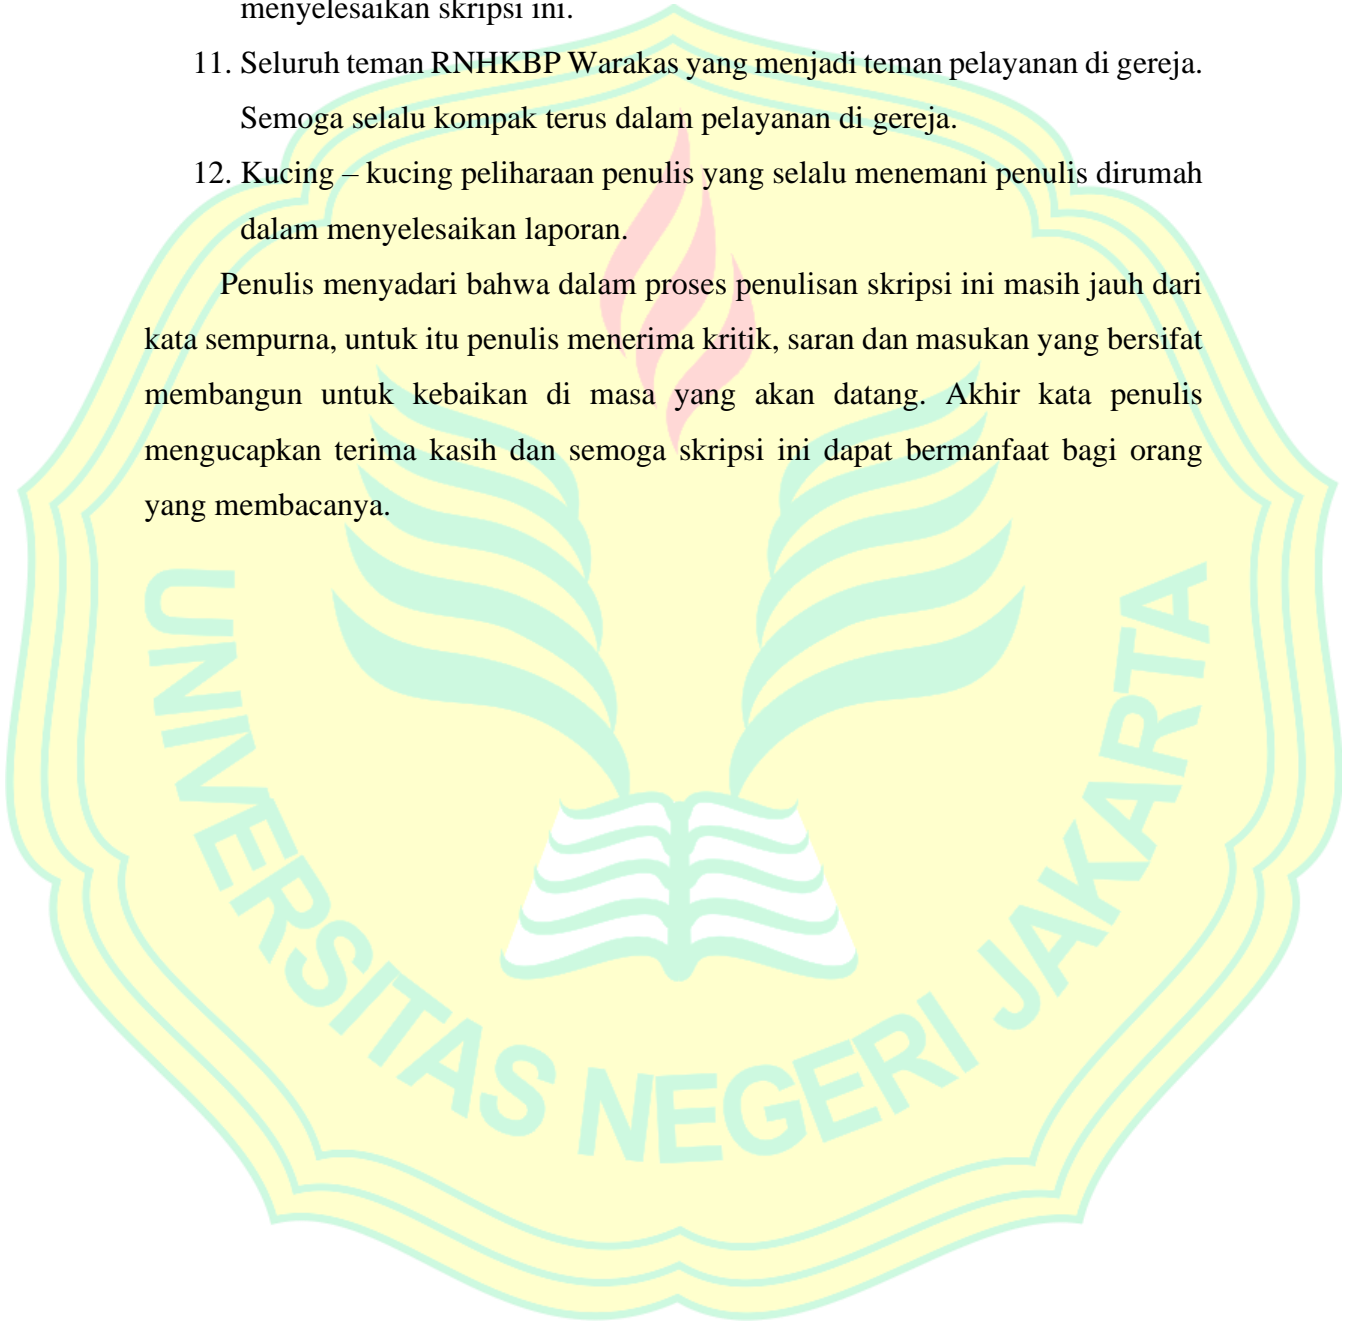 menyelesaikan skripsi ini.
11. Seluruh teman RNHKBP Warakas yang menjadi teman pelayanan di gereja.
Semoga selalu kompak terus dalam pelayanan di gereja.
12. Kucing – kucing peliharaan penulis yang selalu menemani penulis dirumah
dalam menyelesaikan laporan.
Penulis menyadari bahwa dalam proses penulisan skripsi ini masih jauh dari
kata sempurna, untuk itu penulis menerima kritik, saran dan masukan yang bersifat
membangun untuk kebaikan di masa yang akan datang. Akhir kata penulis
mengucapkan terima kasih dan semoga skripsi ini dapat bermanfaat bagi orang
yang membacanya.
UNIVERSITAS NEGERI JAKARTA